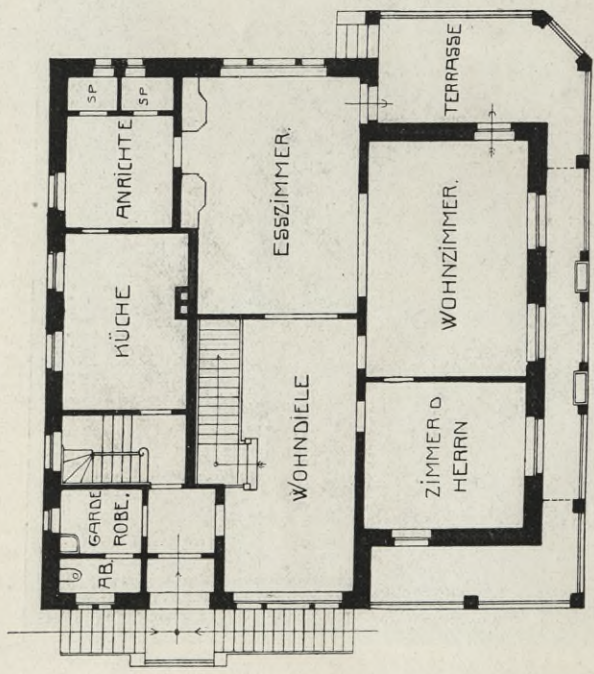 TERRASSE
SP
SP
ANRICHTE
ESSZIMMER.
WOHNZIMMER.
KÜCHE
WOHNDIELE
ZIMMER D
HERRN
GARDE
ROBE.
AB.